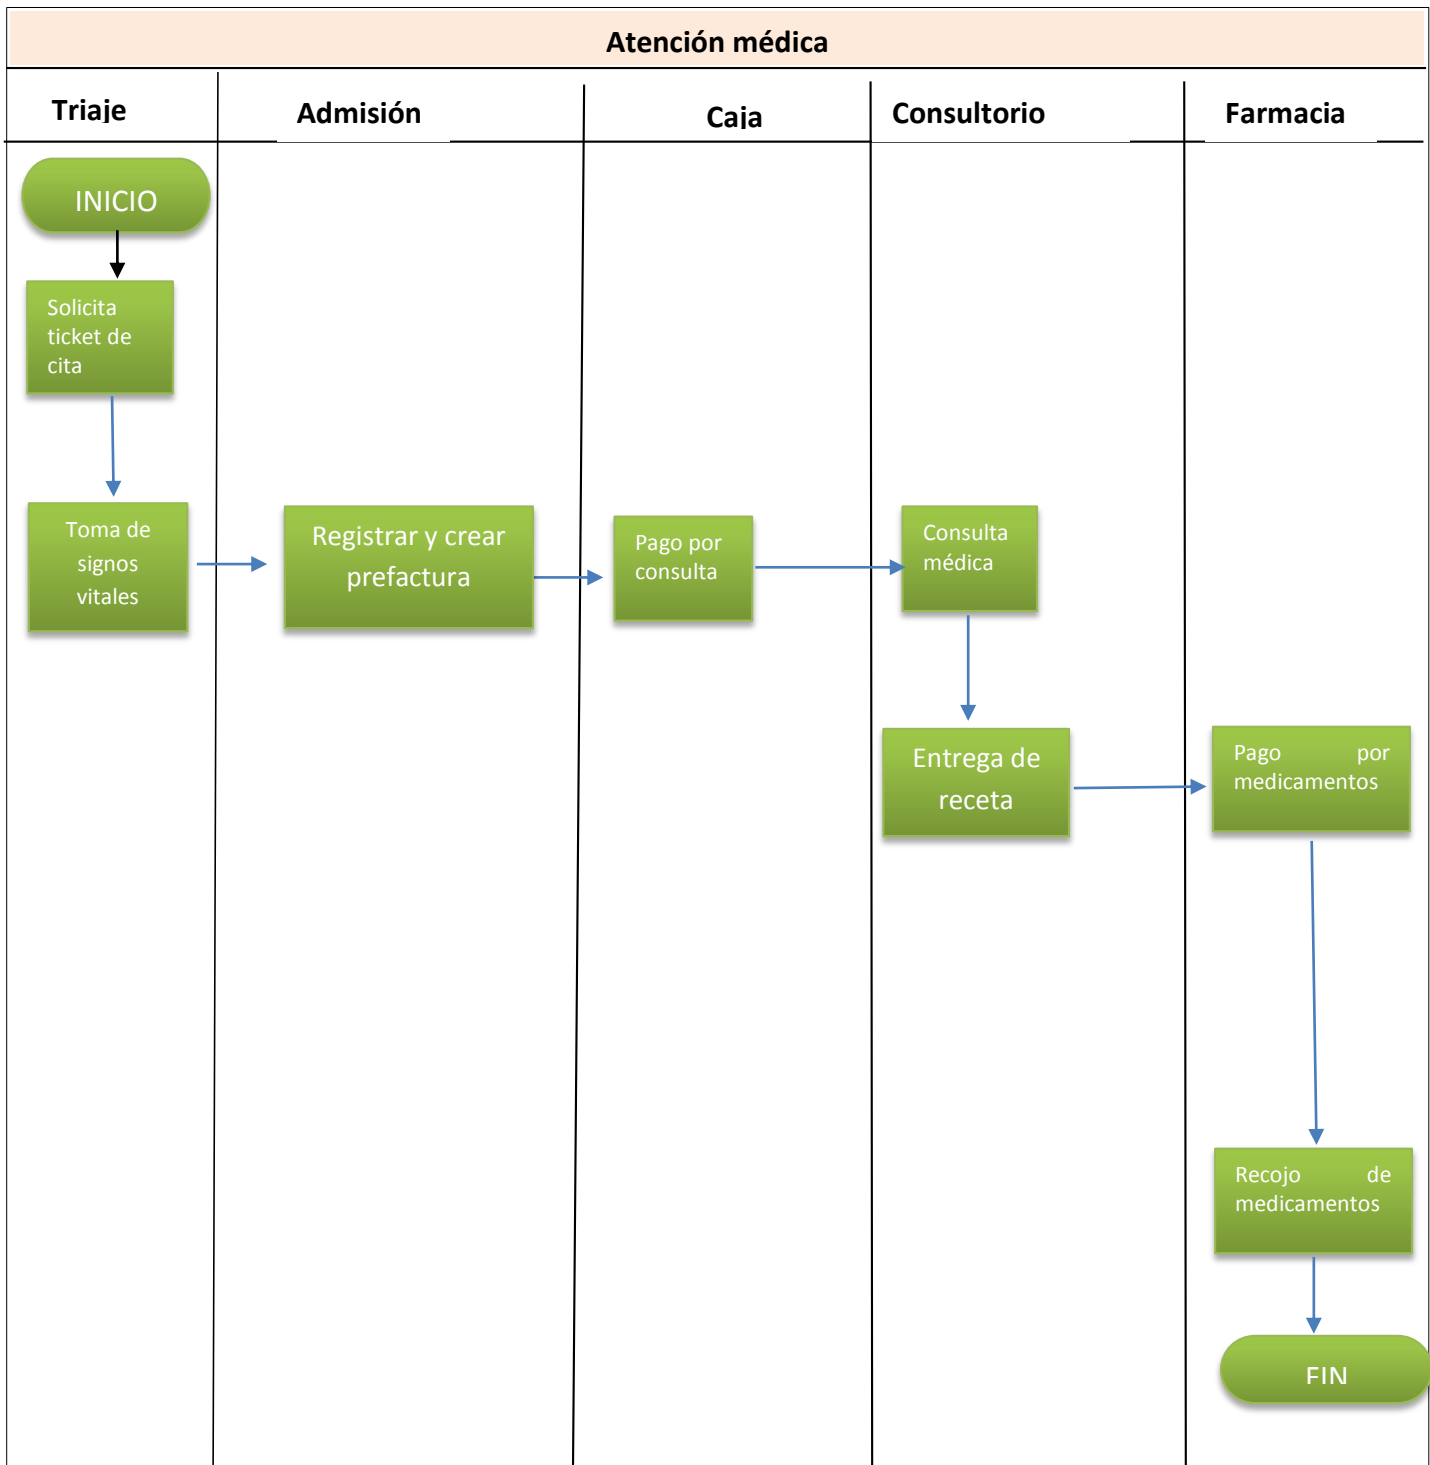 Atención médica
Triaje
Admisión
Caja
Consultorio
Farmacia
INICIO
Solicita
ticket de
cita
Toma de
signos
vitales
Registrar y crear
prefactura
Pago por
consulta
Consulta
médica
Entrega de
receta
Pago por
medicamentos
Recojo de
medicamentos
FIN